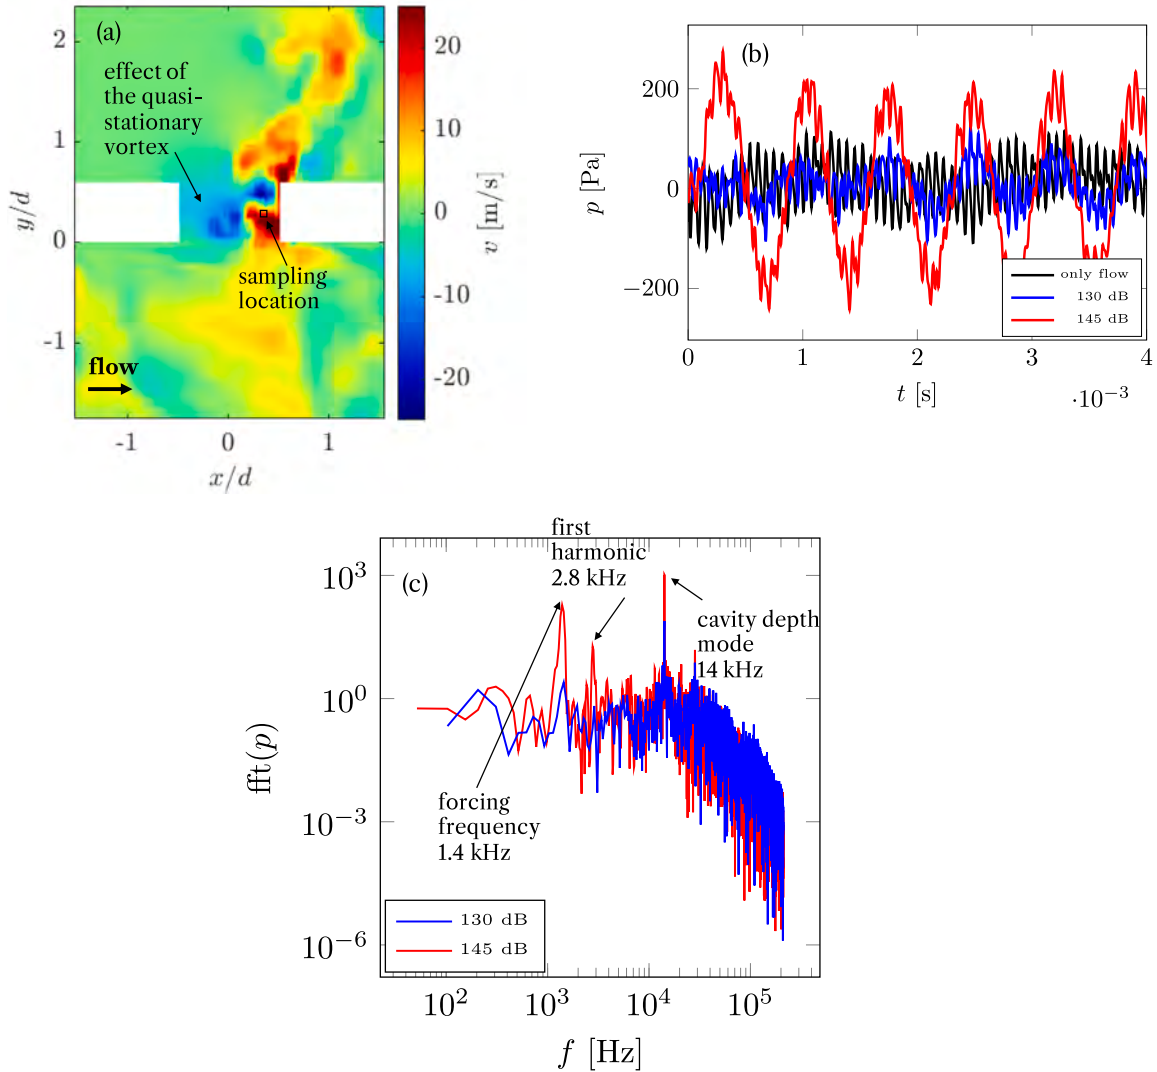 (a)
effect of
the quasi-
stationary
vortex
sampling
location
flow
2
1
0
-1
y/d
-1
0
1
x/d
20
10
0
-10
-20
v [m/s]
(b)
200
0
−200
p [Pa]
only flow
130 dB
145 dB
0
1
2
3
4
t [s]
·10⁻³
(c)
first
harmonic
2.8 kHz
cavity depth
mode
14 kHz
forcing
frequency
1.4 kHz
10³
10⁰
10⁻³
10⁻⁶
fft(p)
130 dB
145 dB
10²
10³
10⁴
10⁵
f [Hz]